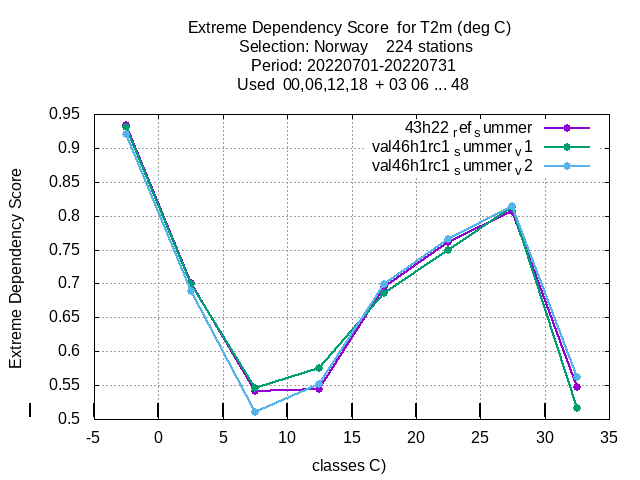 Extreme Dependency Score  for T2m (deg C)
Selection: Norway    224 stations
Period: 20220701-20220731
Used  00,06,12,18  + 03 06 ... 48
0.95
0.9
0.85
0.8
0.75
0.7
0.65
0.6
0.55
0.5
Extreme Dependency Score
43h22 ref summer
val46h1rc1 summer v1
val46h1rc1 summer v2
-5 0 5 10 15 20 25 30 35
classes C)